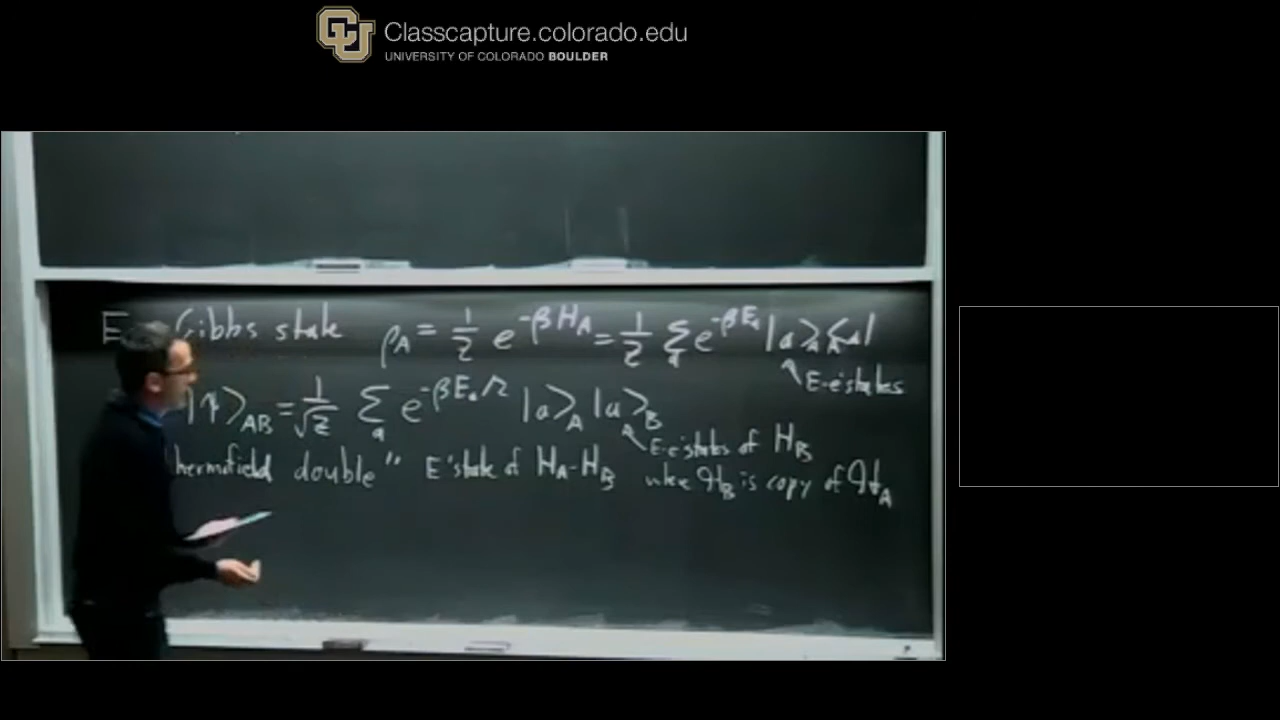 Classcapture.colorado.edu
UNIVERSITY OF COLORADO BOULDER
Gibbs state ρ_A = 1/Z e^{-βH_A} = 1/Z Σ_a e^{-βE_a} |a⟩_A ⟨a|
E-e'states
|ψ⟩_AB = 1/√Z Σ_a e^{-βE_a/2} |a⟩_A |a⟩_B
E-e'states of H_B
hermofield double" E'state of H_A-H_B where ℋ_B is copy of ℋ_A